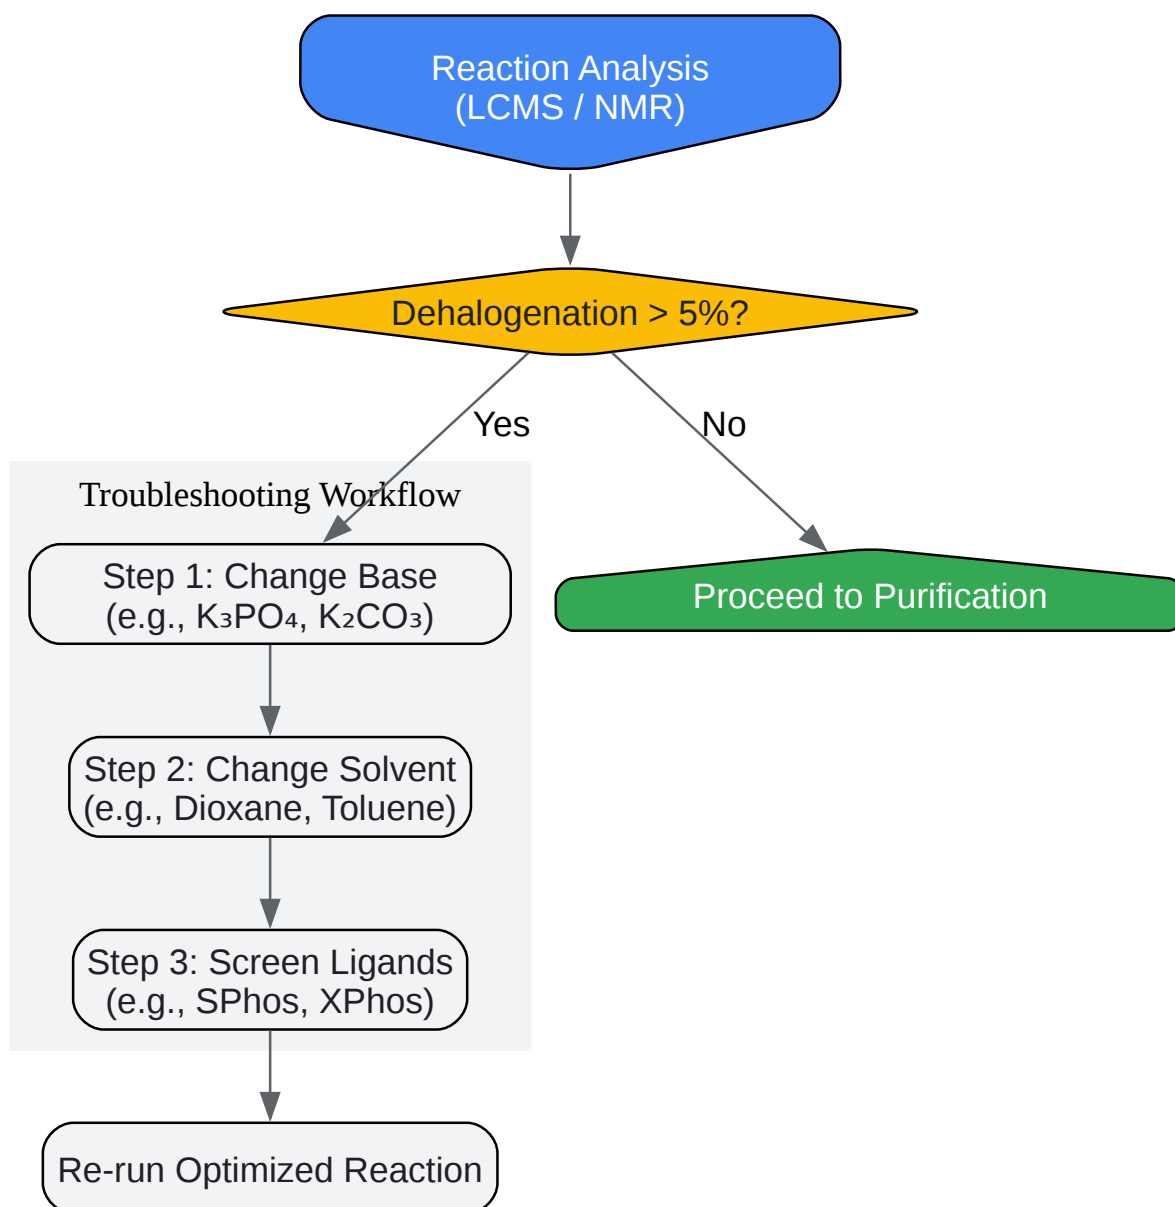 Reaction Analysis
(LCMS / NMR)
Dehalogenation > 5%?
Yes
No
Troubleshooting Workflow
Step 1: Change Base
(e.g., K₃PO₄, K₂CO₃)
Proceed to Purification
Step 2: Change Solvent
(e.g., Dioxane, Toluene)
Step 3: Screen Ligands
(e.g., SPhos, XPhos)
Re-run Optimized Reaction